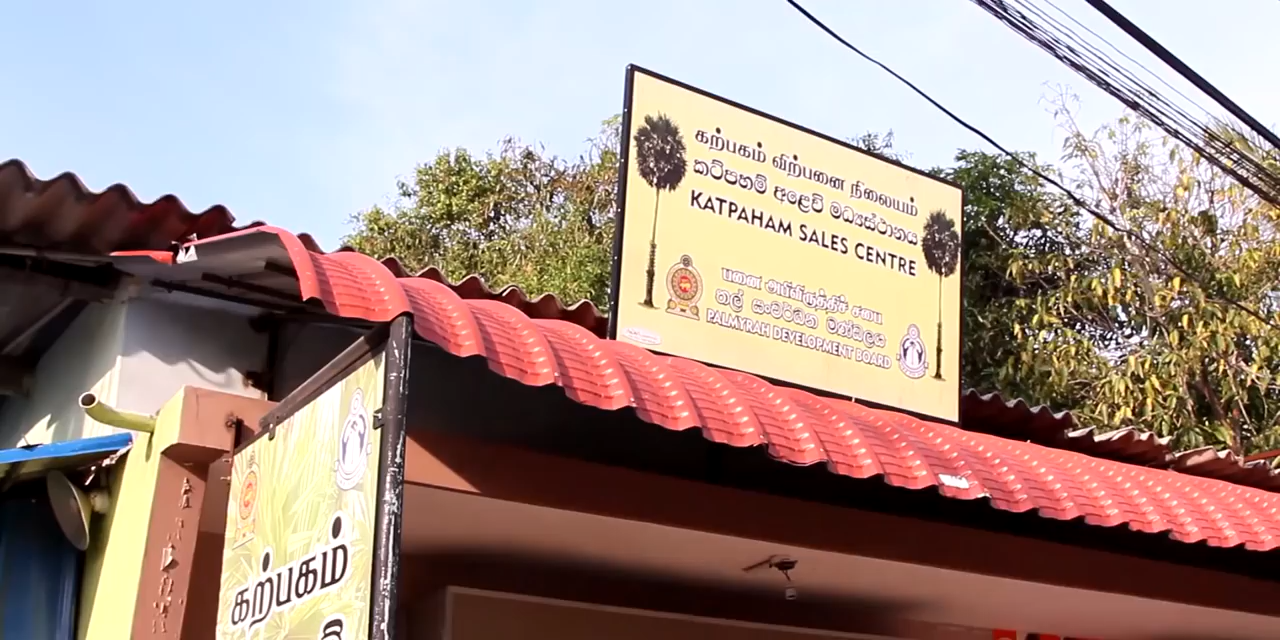 கற்பகம் விற்பனை நிலையம்
කට්පහම් අළෙවි මධ්‍යස්ථානය
KATPAHAM SALES CENTRE
பனை அபிவிருத்திச் சபை
තල් සංවර්ධන මණ්ඩලය
PALMYRAH DEVELOPMENT BOARD
கற்பகம்